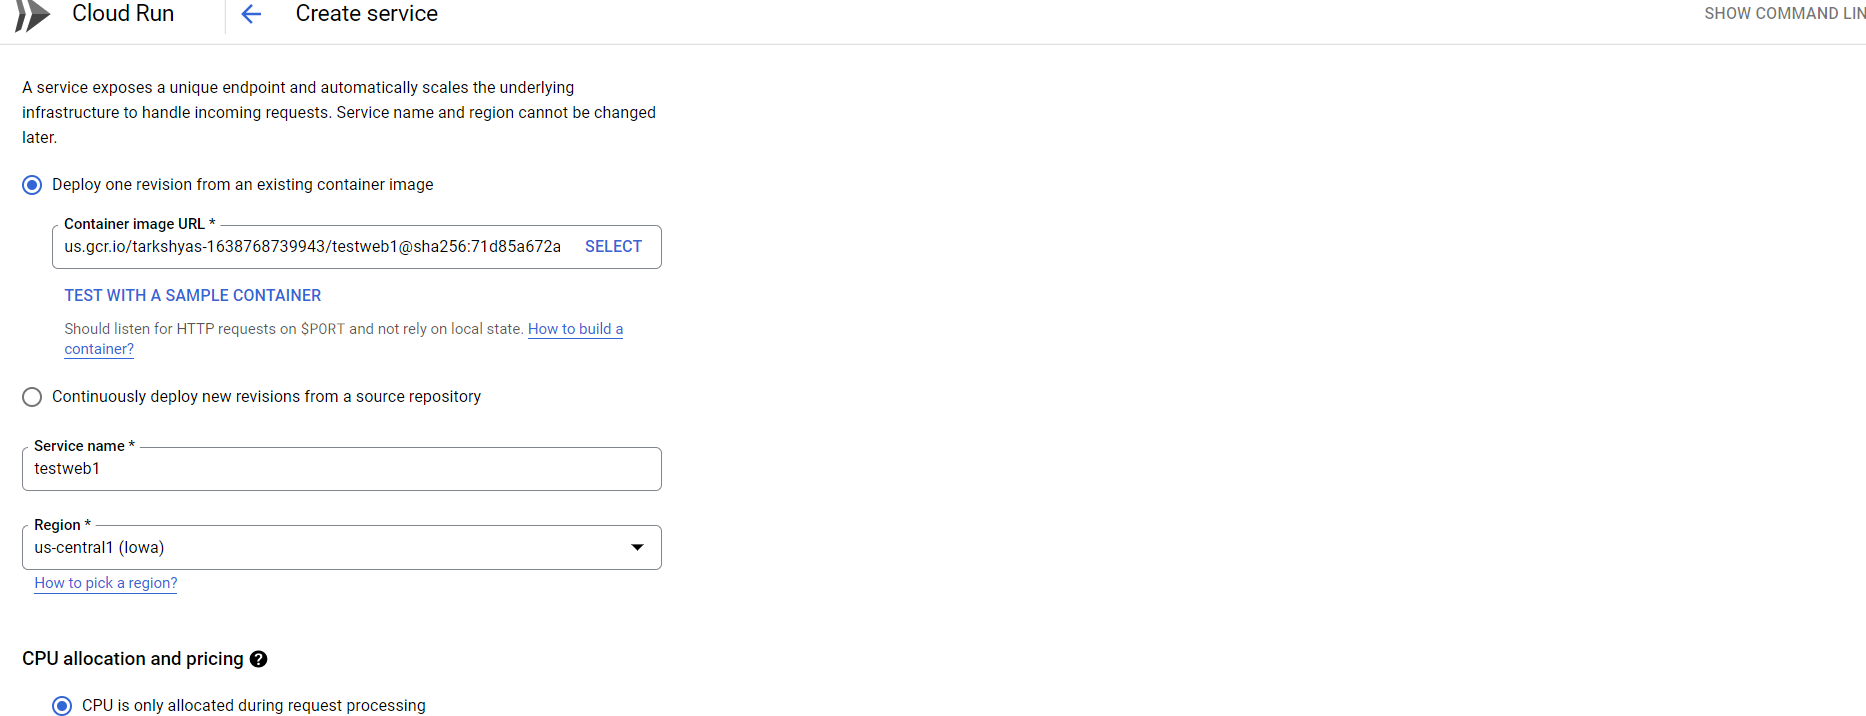 Cloud Run
Create service
SHOW COMMAND LIN
A service exposes a unique endpoint and automatically scales the underlying
infrastructure to handle incoming requests. Service name and region cannot be changed
later.
Deploy one revision from an existing container image
Container image URL *
us.gcr.io/tarkshyas-1638768739943/testweb1@sha256:71d85a672a
SELECT
TEST WITH A SAMPLE CONTAINER
Should listen for HTTP requests on $PORT and not rely on local state. How to build a
container?
Continuously deploy new revisions from a source repository
Service name *
testweb1
Region *
us-central1 (Iowa)
How to pick a region?
CPU allocation and pricing ?
CPU is only allocated during request processing